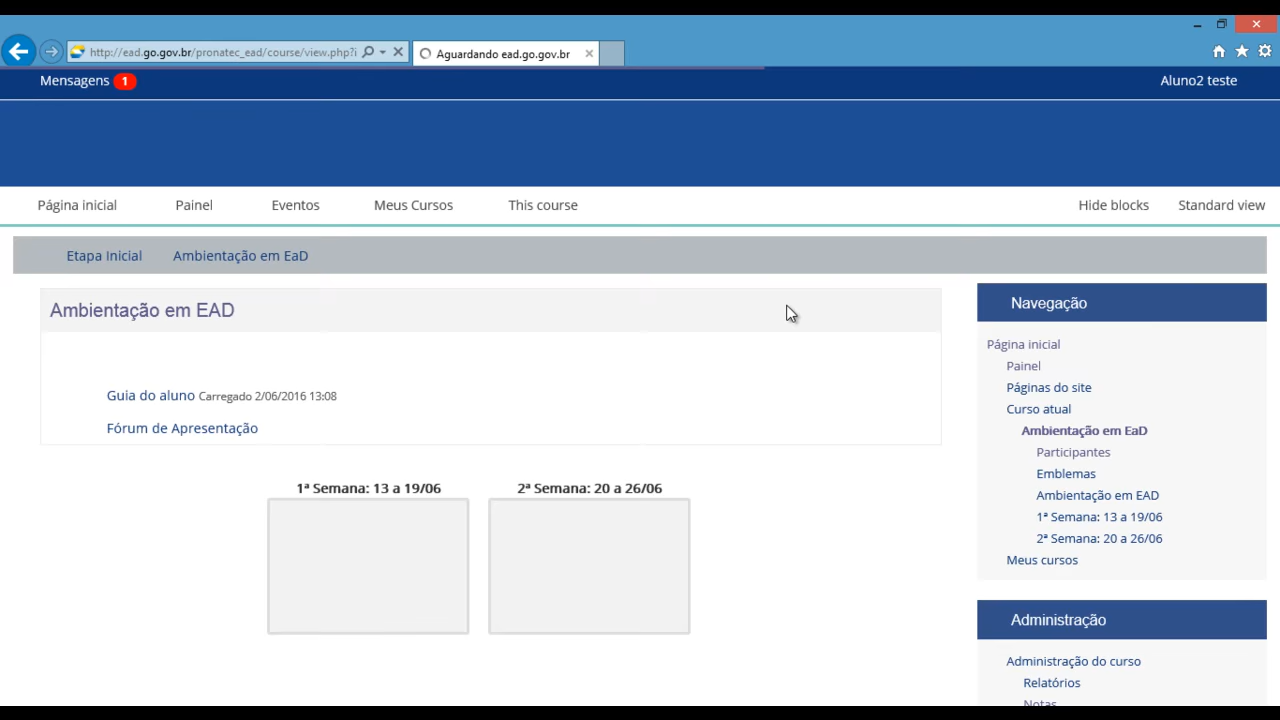 http://ead.go.gov.br/pronatec_ead/course/view.php?i
Aguardando ead.go.gov.br
Mensagens 1
Aluno2 teste
Página inicial Painel Eventos Meus Cursos This course Hide blocks Standard view
Etapa Inicial Ambientação em EaD
Ambientação em EAD
Guia do aluno Carregado 2/06/2016 13:08
Fórum de Apresentação
1ª Semana: 13 a 19/06
2ª Semana: 20 a 26/06
Navegação
Página inicial
Painel
Páginas do site
Curso atual
Ambientação em EaD
Participantes
Emblemas
Ambientação em EAD
1ª Semana: 13 a 19/06
2ª Semana: 20 a 26/06
Meus cursos
Administração
Administração do curso
Relatórios
Notas